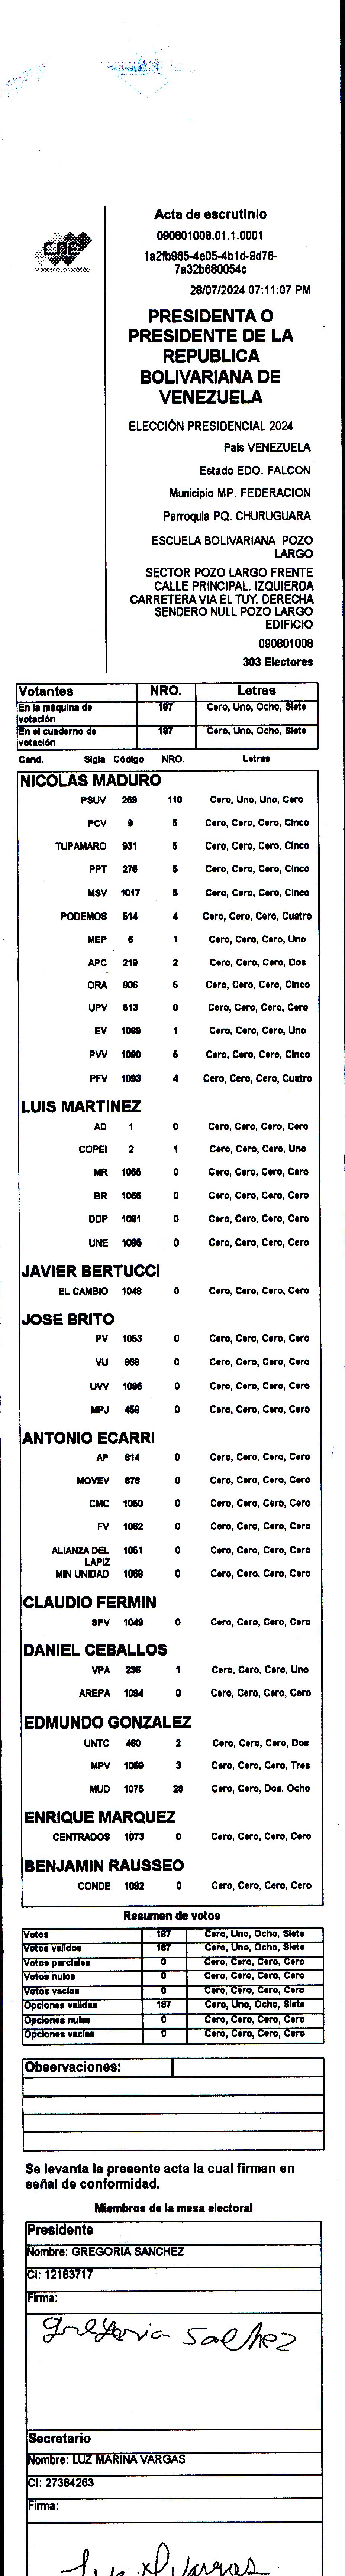 CNE
Acta de escrutinio
090801008.01.1.0001
1a2fb965-4e05-4b1d-9d78-
7a32b680054c
28/07/2024 07:11:07 PM
PRESIDENTA O
PRESIDENTE DE LA
REPUBLICA
BOLIVARIANA DE
VENEZUELA
ELECCIÓN PRESIDENCIAL 2024
Pais VENEZUELA
Estado EDO. FALCON
Municipio MP. FEDERACION
Parroquia PQ. CHURUGUARA
ESCUELA BOLIVARIANA POZO
LARGO
SECTOR POZO LARGO FRENTE
CALLE PRINCIPAL. IZQUIERDA
CARRETERA VIA EL TUY. DERECHA
SENDERO NULL POZO LARGO
EDIFICIO
090801008
303 Electores
Votantes NRO. Letras
En la máquina de votación 187 Cero, Uno, Ocho, Siete
En el cuaderno de votación 187 Cero, Uno, Ocho, Siete
Cand. Sigla Código NRO. Letras
NICOLAS MADURO
PSUV 269 110 Cero, Uno, Uno, Cero
PCV 9 5 Cero, Cero, Cero, Cinco
TUPAMARO 931 5 Cero, Cero, Cero, Cinco
PPT 276 5 Cero, Cero, Cero, Cinco
MSV 1017 5 Cero, Cero, Cero, Cinco
PODEMOS 514 4 Cero, Cero, Cero, Cuatro
MEP 6 1 Cero, Cero, Cero, Uno
APC 219 2 Cero, Cero, Cero, Dos
ORA 906 5 Cero, Cero, Cero, Cinco
UPV 513 0 Cero, Cero, Cero, Cero
EV 1089 1 Cero, Cero, Cero, Uno
PVV 1090 5 Cero, Cero, Cero, Cinco
PFV 1093 4 Cero, Cero, Cero, Cuatro
LUIS MARTINEZ
AD 1 0 Cero, Cero, Cero, Cero
COPEI 2 1 Cero, Cero, Cero, Uno
MR 1065 0 Cero, Cero, Cero, Cero
BR 1066 0 Cero, Cero, Cero, Cero
DDP 1091 0 Cero, Cero, Cero, Cero
UNE 1095 0 Cero, Cero, Cero, Cero
JAVIER BERTUCCI
EL CAMBIO 1048 0 Cero, Cero, Cero, Cero
JOSE BRITO
PV 1053 0 Cero, Cero, Cero, Cero
VU 868 0 Cero, Cero, Cero, Cero
UVV 1096 0 Cero, Cero, Cero, Cero
MPJ 458 0 Cero, Cero, Cero, Cero
ANTONIO ECARRI
AP 814 0 Cero, Cero, Cero, Cero
MOVEV 878 0 Cero, Cero, Cero, Cero
CMC 1050 0 Cero, Cero, Cero, Cero
FV 1062 0 Cero, Cero, Cero, Cero
ALIANZA DEL LAPIZ 1051 0 Cero, Cero, Cero, Cero
MIN UNIDAD 1068 0 Cero, Cero, Cero, Cero
CLAUDIO FERMIN
SPV 1049 0 Cero, Cero, Cero, Cero
DANIEL CEBALLOS
VPA 236 1 Cero, Cero, Cero, Uno
AREPA 1094 0 Cero, Cero, Cero, Cero
EDMUNDO GONZALEZ
UNTC 460 2 Cero, Cero, Cero, Dos
MPV 1069 3 Cero, Cero, Cero, Tres
MUD 1075 28 Cero, Cero, Dos, Ocho
ENRIQUE MARQUEZ
CENTRADOS 1073 0 Cero, Cero, Cero, Cero
BENJAMIN RAUSSEO
CONDE 1092 0 Cero, Cero, Cero, Cero
Resumen de votos
Votos 187 Cero, Uno, Ocho, Siete
Votos validos 187 Cero, Uno, Ocho, Siete
Votos parciales 0 Cero, Cero, Cero, Cero
Votos nulos 0 Cero, Cero, Cero, Cero
Votos vacios 0 Cero, Cero, Cero, Cero
Opciones validas 187 Cero, Uno, Ocho, Siete
Opciones nulas 0 Cero, Cero, Cero, Cero
Opciones vacías 0 Cero, Cero, Cero, Cero
Observaciones:
Se levanta la presente acta la cual firman en
señal de conformidad.
Miembros de la mesa electoral
Presidente
Nombre: GREGORIA SANCHEZ
CI: 12183717
Firma:
Gregoria Sanchez
Secretario
Nombre: LUZ MARINA VARGAS
CI: 27384263
Firma:
Luz M Vargas